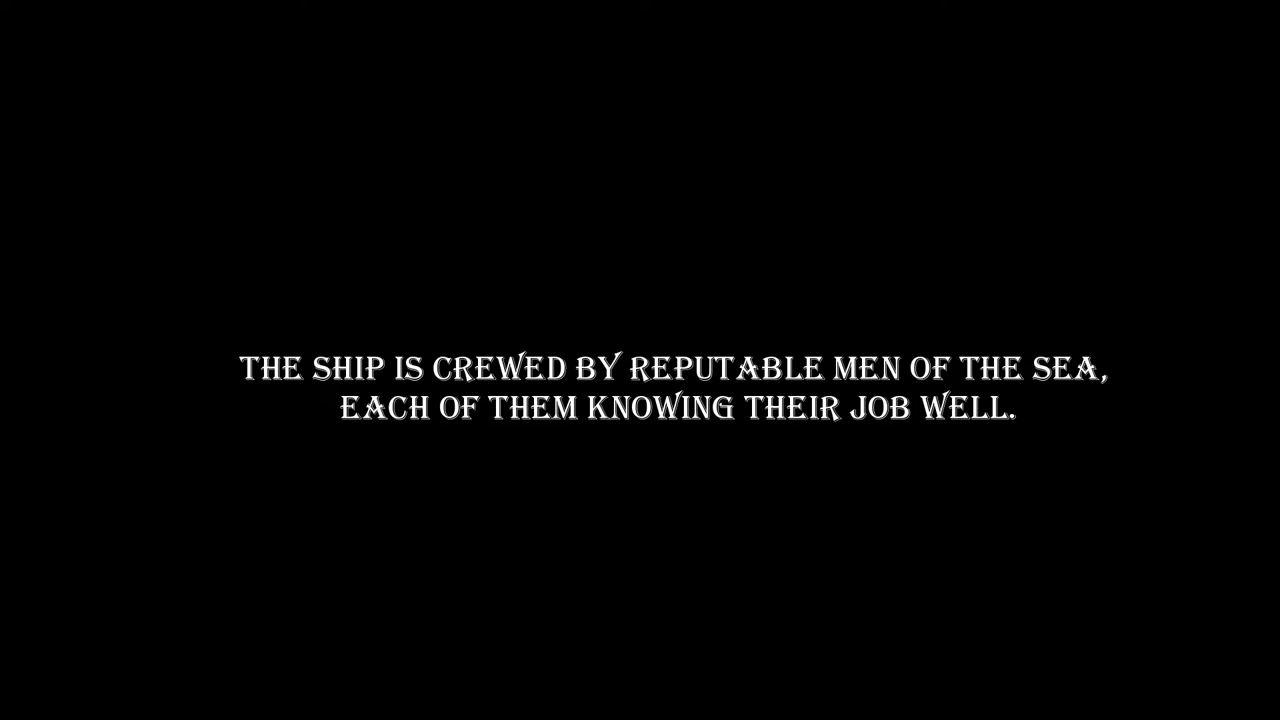 THE SHIP IS CREWED BY REPUTABLE MEN OF THE SEA,
EACH OF THEM KNOWING THEIR JOB WELL.